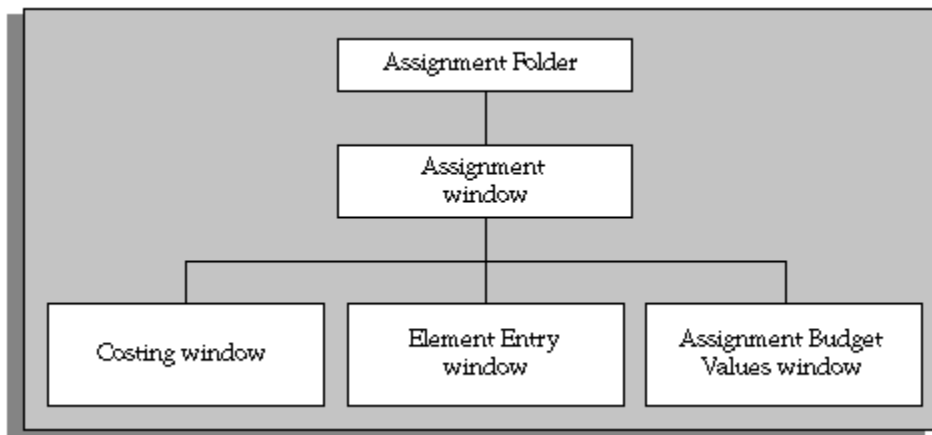 Assignment Folder
Assignment
window
Costing window
Element Entry
window
Assignment Budget
Values window